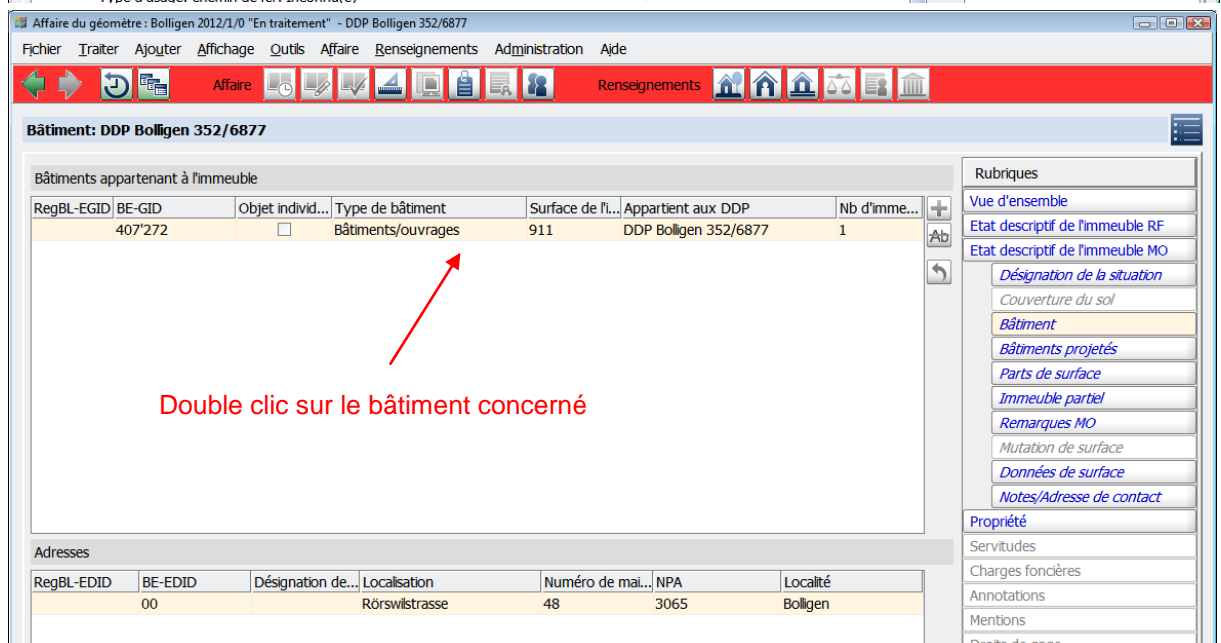 Affaire du géomètre : Bolligen 2012/1/0 "En traitement" - DDP Bolligen 352/6877
Fichier Traiter Ajouter Affichage Outils Affaire Renseignements Administration Aide
Affaire Renseignements
Bâtiment: DDP Bolligen 352/6877
Bâtiments appartenant à l'immeuble
RegBL-EGID BE-GID Objet individ... Type de bâtiment Surface de l'i... Appartient aux DDP Nb d'imme...
407'272 Bâtiments/ouvrages 911 DDP Bolligen 352/6877 1
Ab
Double clic sur le bâtiment concerné
Adresses
RegBL-EDID BE-EDID Désignation de... Localisation Numéro de mai... NPA Localité
00 Rörswilstrasse 48 3065 Bolligen
Rubriques
Vue d'ensemble
Etat descriptif de l'immeuble RF
Etat descriptif de l'immeuble MO
Désignation de la situation
Couverture du sol
Bâtiment
Bâtiments projetés
Parts de surface
Immeuble partiel
Remarques MO
Mutation de surface
Données de surface
Notes/Adresse de contact
Propriété
Servitudes
Charges foncières
Annotations
Mentions